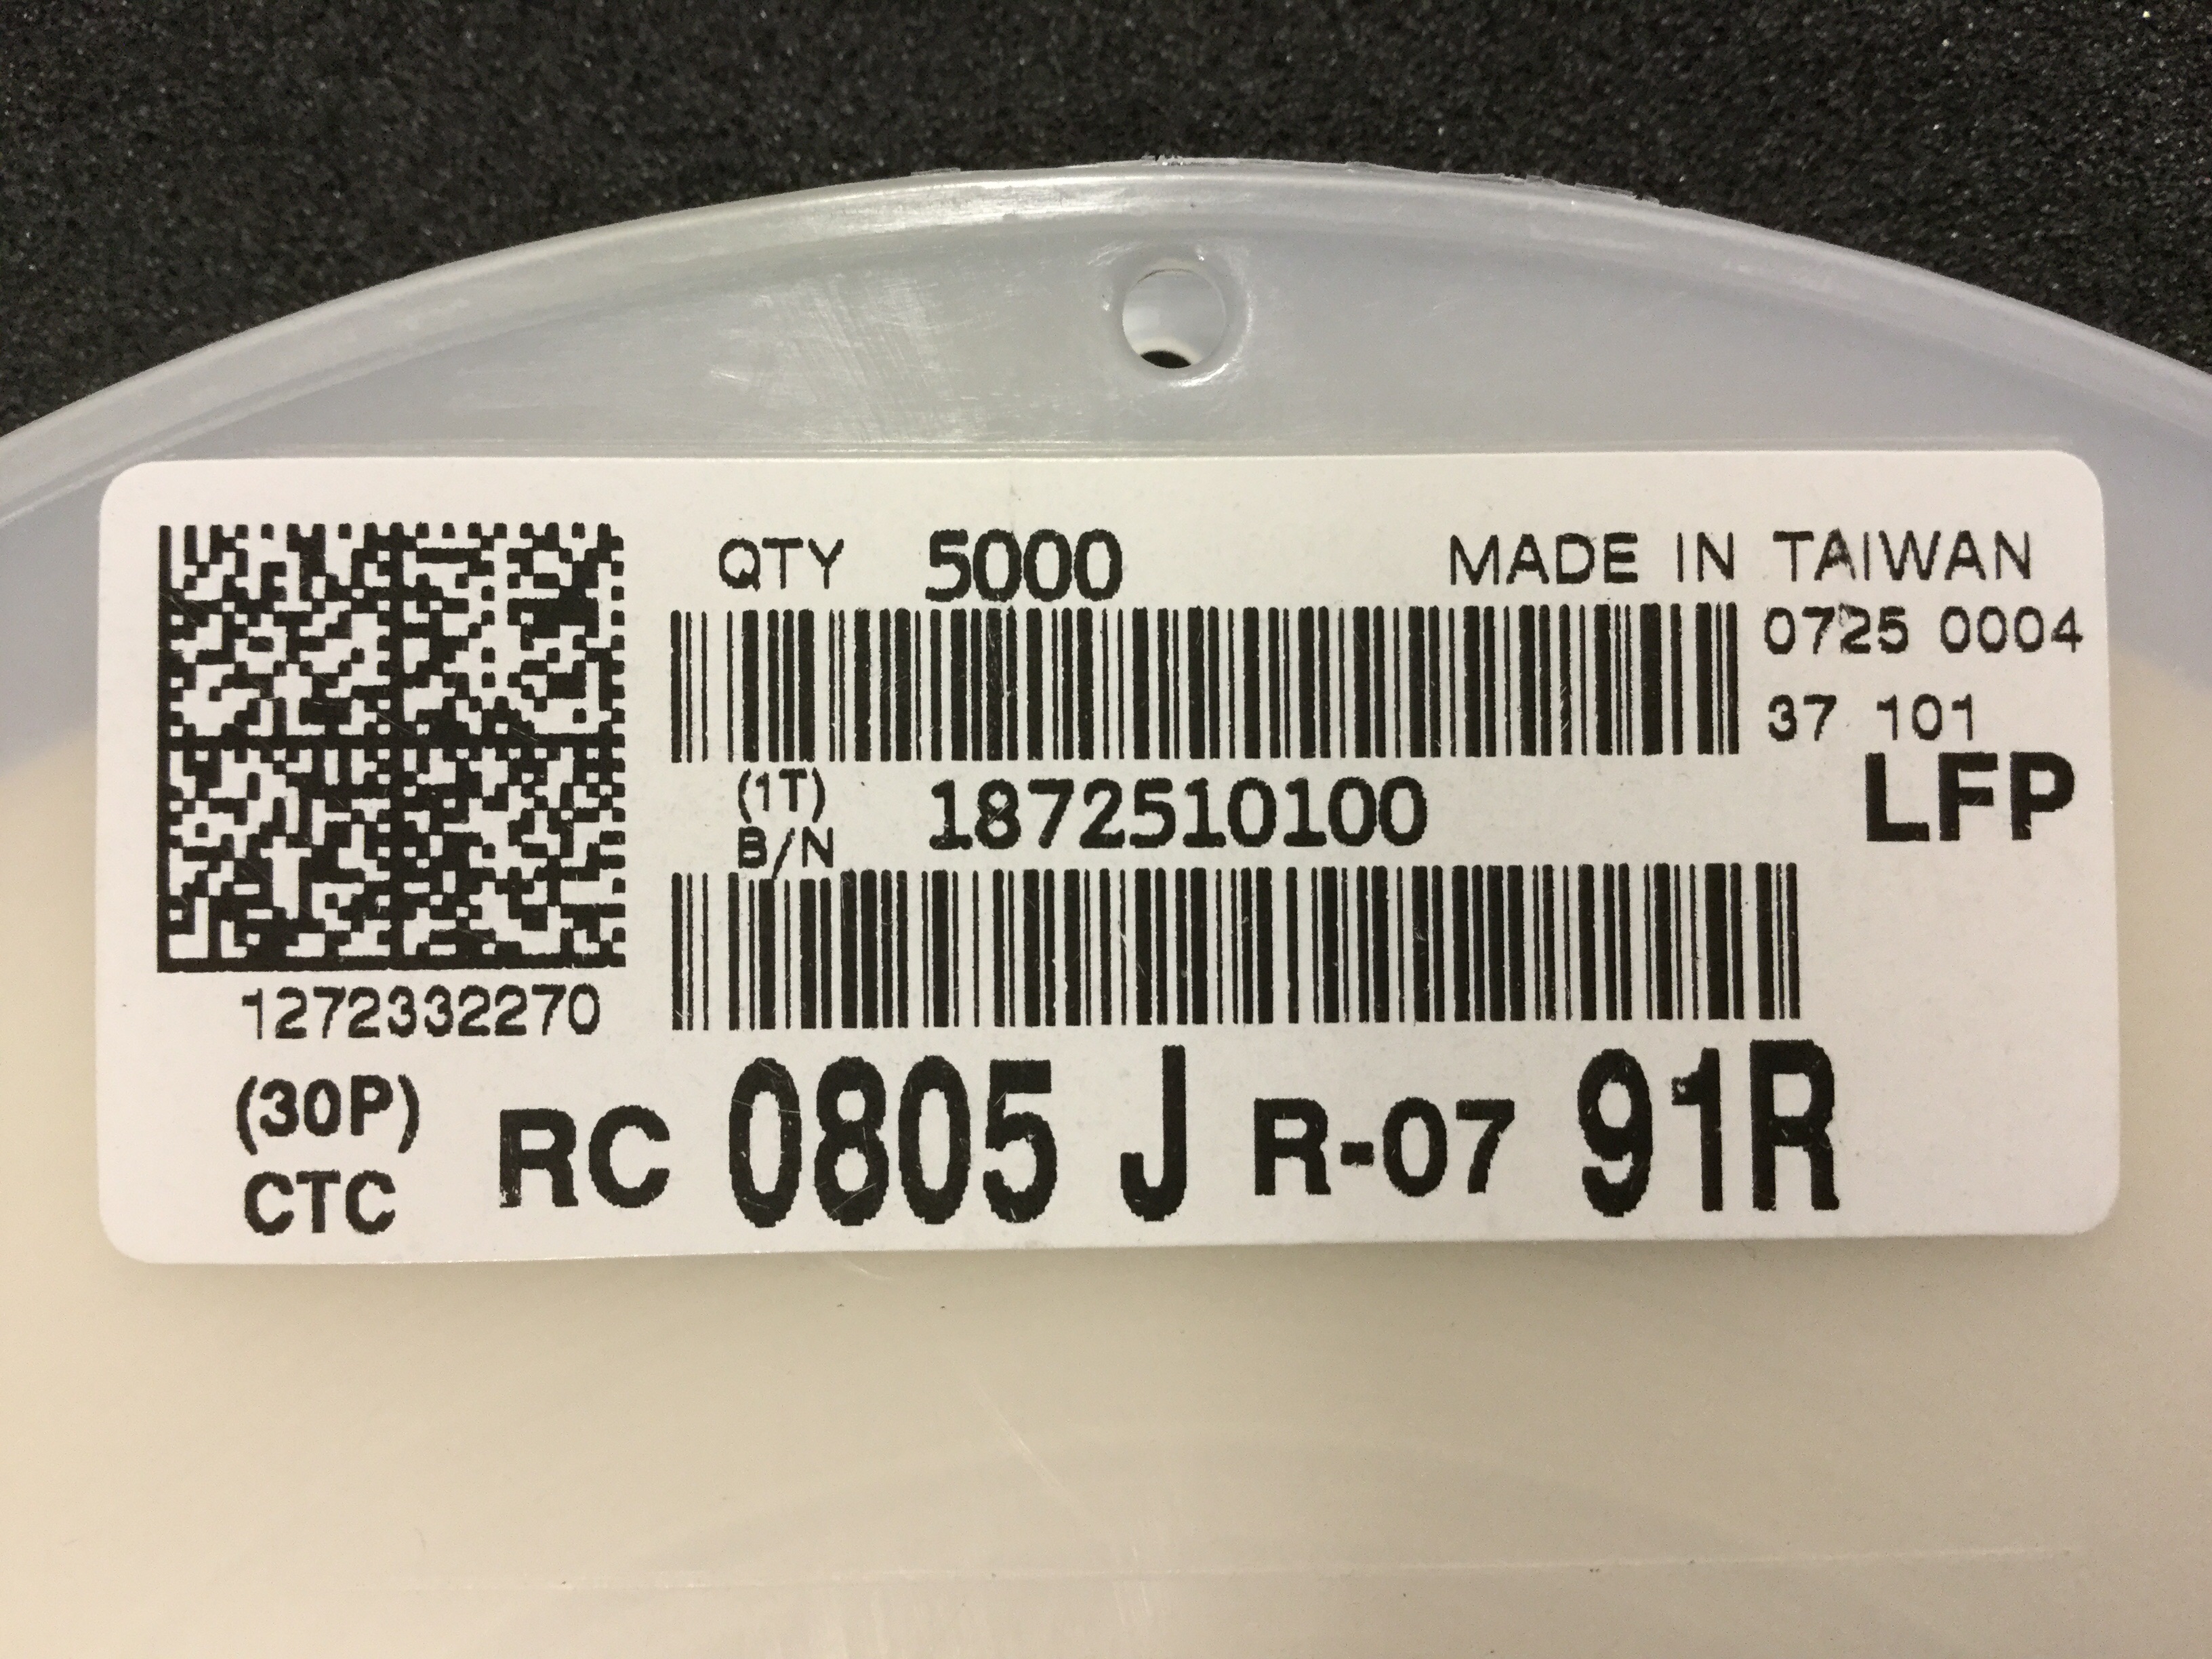 QTY 5000 MADE IN TAIWAN
0725 0004
37 101
LFP
(1T)
B/N 1872510100
1272332270
(30P)
CTC
RC 0805 J R-07 91R